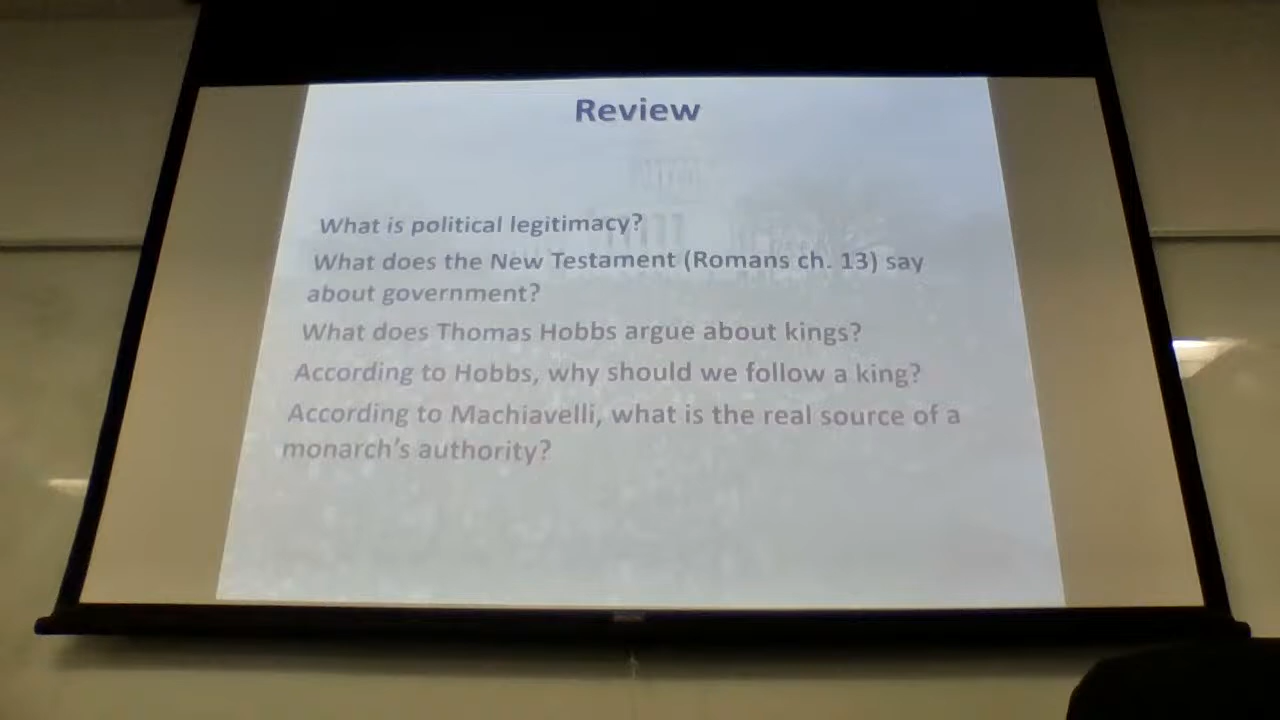 Review
What is political legitimacy?
What does the New Testament (Romans ch. 13) say
about government?
What does Thomas Hobbs argue about kings?
According to Hobbs, why should we follow a king?
According to Machiavelli, what is the real source of a
monarch's authority?